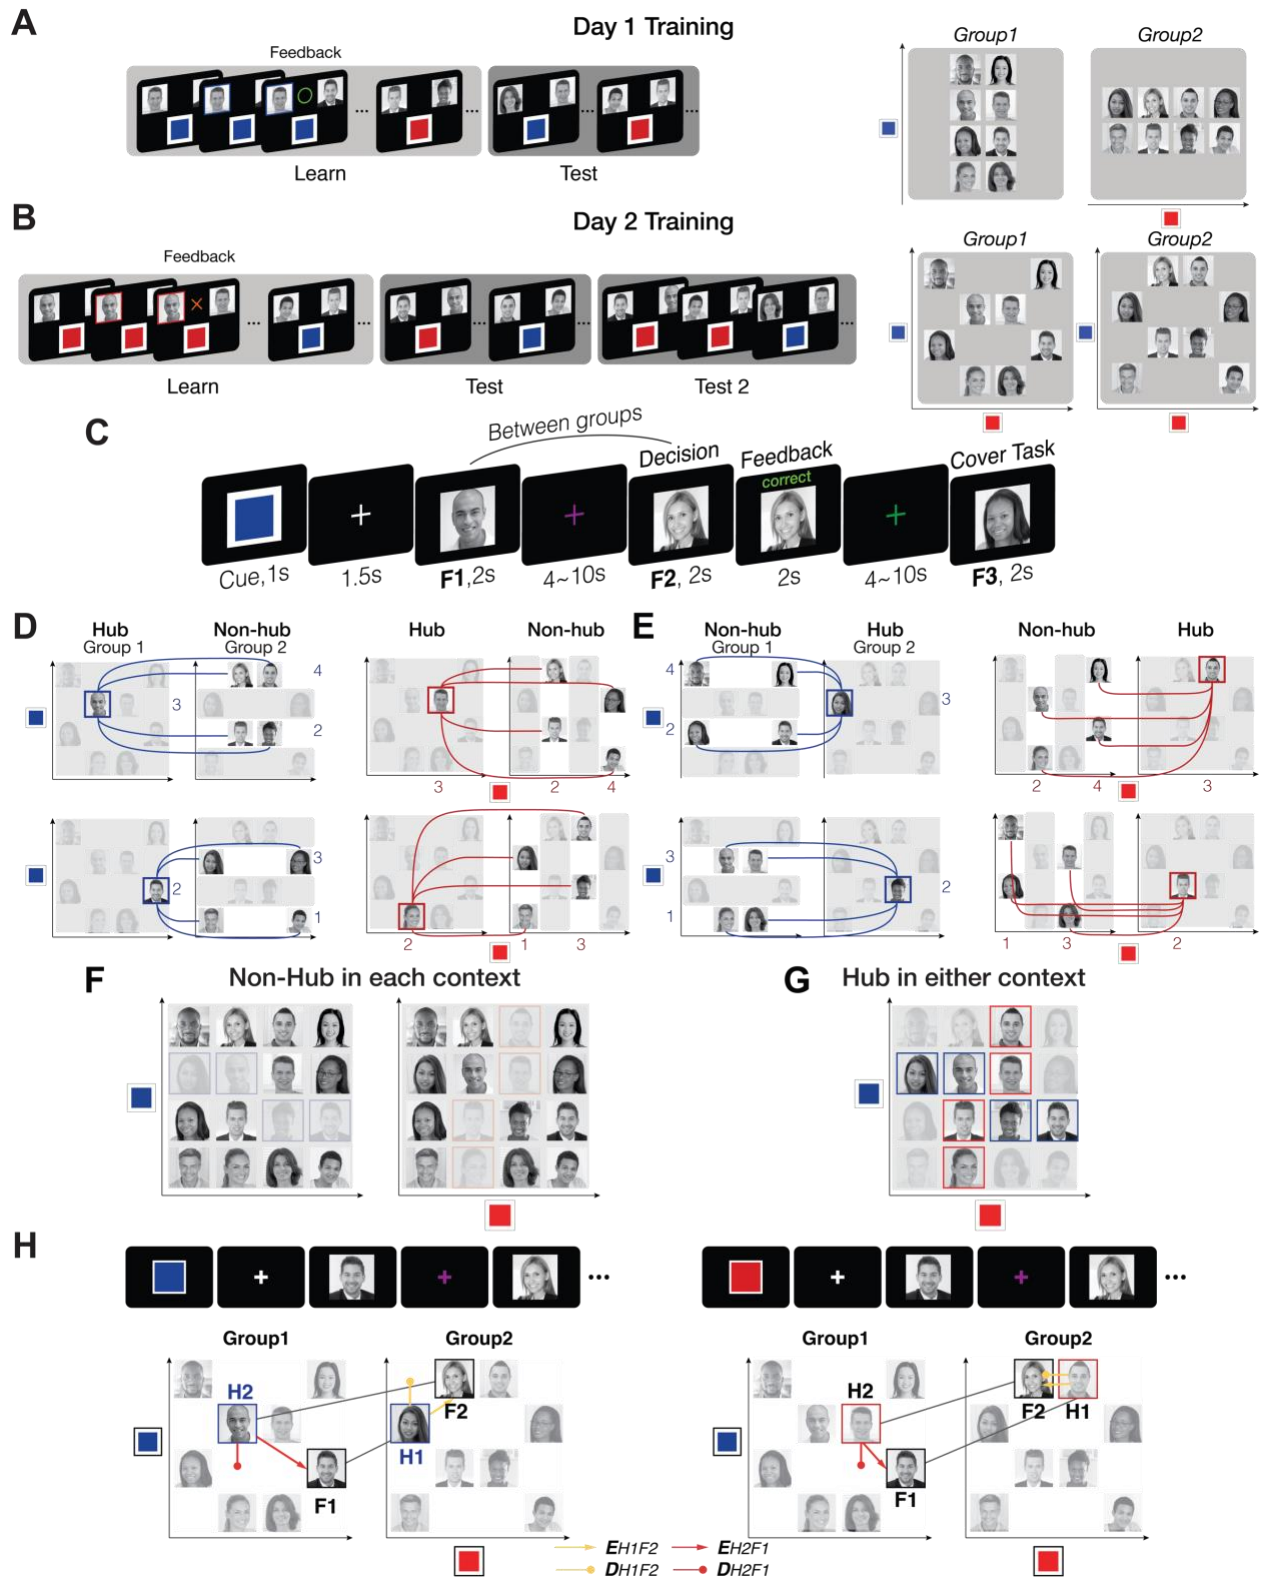 A
Day 1 Training
Feedback
...
...
...
...
Learn
Test
Group1
Group2
B
Day 2 Training
Feedback
...
...
...
...
Learn
Test
Test 2
Group1
Group2
C
Between groups
Decision
Feedback
correct
Cover Task
Cue,1s
1.5s
F1,2s
4~10s
F2, 2s
2s
4~10s
F3, 2s
D
Hub
Group 1
Non-hub
Group 2
4
3
2
Hub
Non-hub
3
2
4
3
2
1
2
1
3
E
Non-hub
Group 1
Hub
Group 2
4
2
3
Non-hub
Hub
2
4
3
3
1
2
1
3
2
F
Non-Hub in each context
G
Hub in either context
H
...
...
Group1
Group2
H2
F2
H1
F1
Group1
Group2
H2
F2
H1
F1
EH1F2
EH2F1
DH1F2
DH2F1